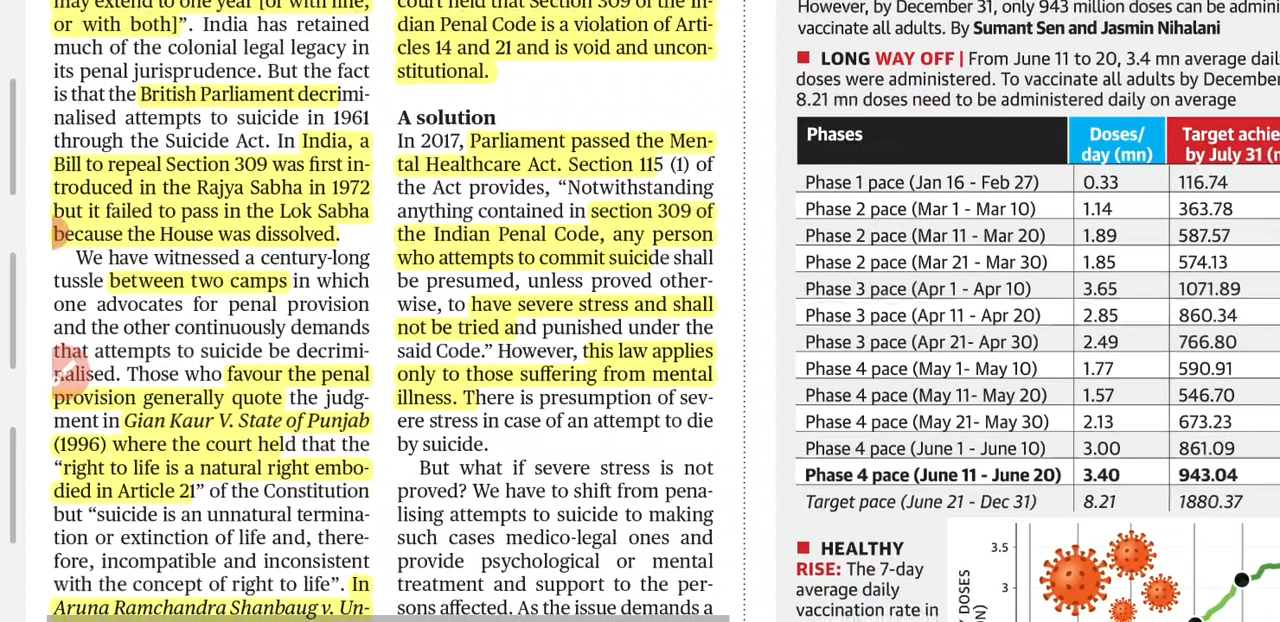 may extend to one year [or with fine,
or with both]”. India has retained
much of the colonial legal legacy in
its penal jurisprudence. But the fact
is that the British Parliament decrimi-
nalised attempts to suicide in 1961
through the Suicide Act. In India, a
Bill to repeal Section 309 was first in-
troduced in the Rajya Sabha in 1972
but it failed to pass in the Lok Sabha
because the House was dissolved.
We have witnessed a century-long
tussle between two camps in which
one advocates for penal provision
and the other continuously demands
that attempts to suicide be decrimi-
nalised. Those who favour the penal
provision generally quote the judg-
ment in Gian Kaur V. State of Punjab
(1996) where the court held that the
“right to life is a natural right embo-
died in Article 21” of the Constitution
but “suicide is an unnatural termina-
tion or extinction of life and, there-
fore, incompatible and inconsistent
with the concept of right to life”. In
Aruna Ramchandra Shanbaug v. Un-
court held that Section 309 of the In-
dian Penal Code is a violation of Arti-
cles 14 and 21 and is void and uncon-
stitutional.
A solution
In 2017, Parliament passed the Men-
tal Healthcare Act. Section 115 (1) of
the Act provides, “Notwithstanding
anything contained in section 309 of
the Indian Penal Code, any person
who attempts to commit suicide shall
be presumed, unless proved other-
wise, to have severe stress and shall
not be tried and punished under the
said Code.” However, this law applies
only to those suffering from mental
illness. There is presumption of sev-
ere stress in case of an attempt to die
by suicide.
But what if severe stress is not
proved? We have to shift from pena-
lising attempts to suicide to making
such cases medico-legal ones and
provide psychological or mental
treatment and support to the per-
sons affected. As the issue demands a
However, by December 31, only 943 million doses can be admini
vaccinate all adults. By Sumant Sen and Jasmin Nihalani
LONG WAY OFF | From June 11 to 20, 3.4 mn average dail
doses were administered. To vaccinate all adults by December
8.21 mn doses need to be administered daily on average
Phases Doses/ day (mn) Target achie by July 31 (m
Phase 1 pace (Jan 16 - Feb 27) 0.33 116.74
Phase 2 pace (Mar 1 - Mar 10) 1.14 363.78
Phase 2 pace (Mar 11 - Mar 20) 1.89 587.57
Phase 2 pace (Mar 21 - Mar 30) 1.85 574.13
Phase 3 pace (Apr 1 - Apr 10) 3.65 1071.89
Phase 3 pace (Apr 11 - Apr 20) 2.85 860.34
Phase 3 pace (Apr 21- Apr 30) 2.49 766.80
Phase 4 pace (May 1- May 10) 1.77 590.91
Phase 4 pace (May 11- May 20) 1.57 546.70
Phase 4 pace (May 21- May 30) 2.13 673.23
Phase 4 pace (June 1 - June 10) 3.00 861.09
Phase 4 pace (June 11 - June 20) 3.40 943.04
Target pace (June 21 - Dec 31) 8.21 1880.37
HEALTHY
RISE: The 7-day
average daily
vaccination rate in
3.5
3
DOSES